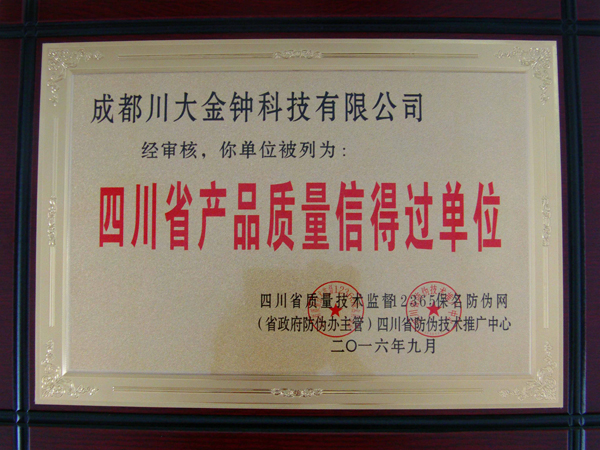 成都川大金钟科技有限公司
经审核，你单位被列为：
四川省产品质量信得过单位
四川省质量技术监督12365保名防伪网
（省政府防伪办主管）四川省防伪技术推广中心
二〇一六年九月